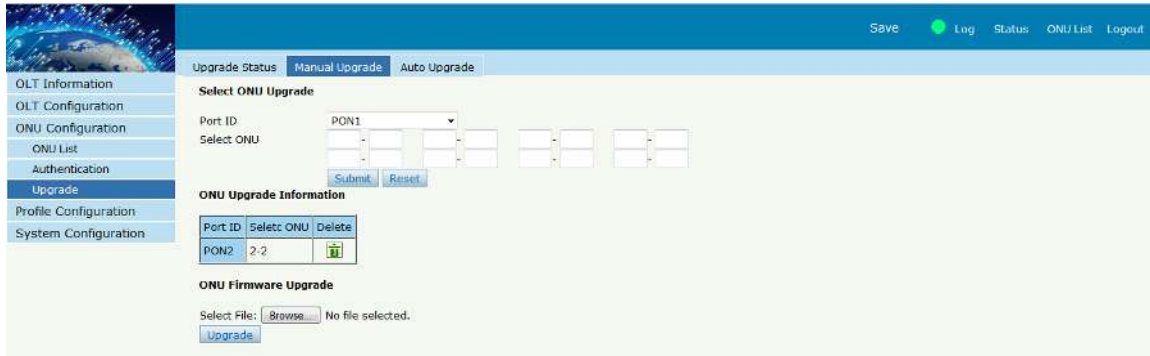 Save Log Status ONU List Logout
Upgrade Status Manual Upgrade Auto Upgrade
OLT Information
OLT Configuration
ONU Configuration
ONU List
Authentication
Upgrade
Profile Configuration
System Configuration
Select ONU Upgrade
Port ID PON1
Select ONU - - - -
- - - -
Submit Reset
ONU Upgrade Information
Port ID Seletc ONU Delete
PON2 2-2
ONU Firmware Upgrade
Select File: Browse... No file selected.
Upgrade